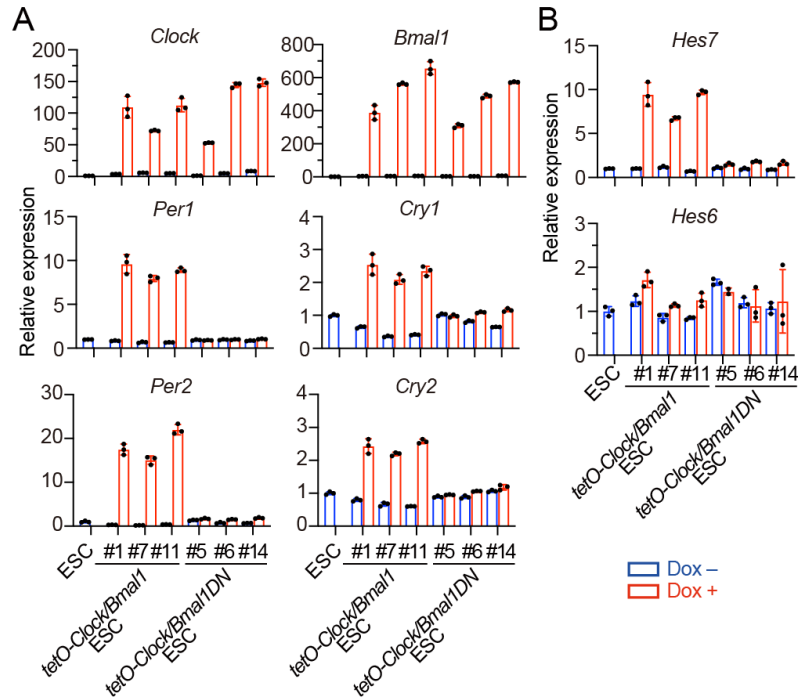 A
Clock
Bmal1
B
Hes7
200
150
100
50
0
800
600
400
200
0
15
10
5
0
Per1
Cry1
Hes6
15
10
5
0
4
3
2
1
0
3
2
1
0
Per2
Cry2
30
20
10
0
4
3
2
1
0
Relative expression
Relative expression
ESC
#1 #7 #11
#5 #6 #14
tetO-Clock/Bmal1
ESC
tetO-Clock/Bmal1DN
ESC
ESC
#1 #7 #11
#5 #6 #14
tetO-Clock/Bmal1
ESC
tetO-Clock/Bmal1DN
ESC
ESC
#1 #7 #11
#5 #6 #14
tetO-Clock/Bmal1
ESC
tetO-Clock/Bmal1DN
ESC
Dox –
Dox +